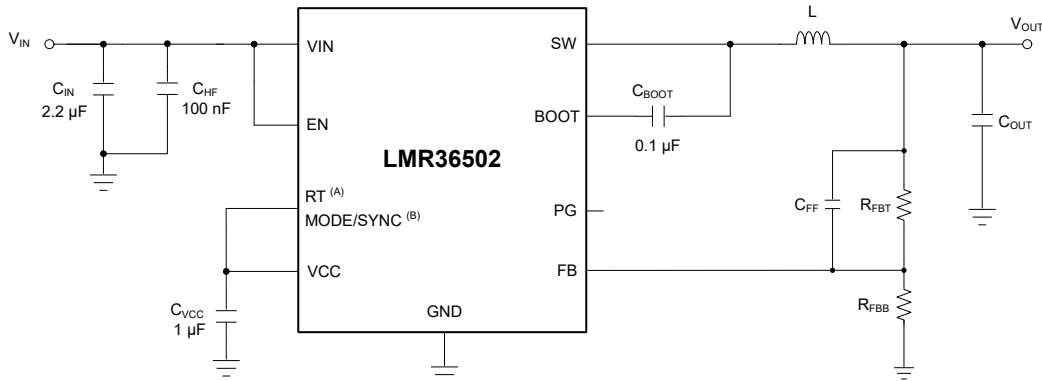 L
V_IN
VIN
SW
V_OUT
C_IN
2.2 µF
C_HF
100 nF
C_BOOT
BOOT
0.1 µF
EN
C_OUT
LMR36502
RT (A)
MODE/SYNC (B)
PG
C_FF
R_FBT
VCC
FB
C_VCC
1 µF
GND
R_FBB